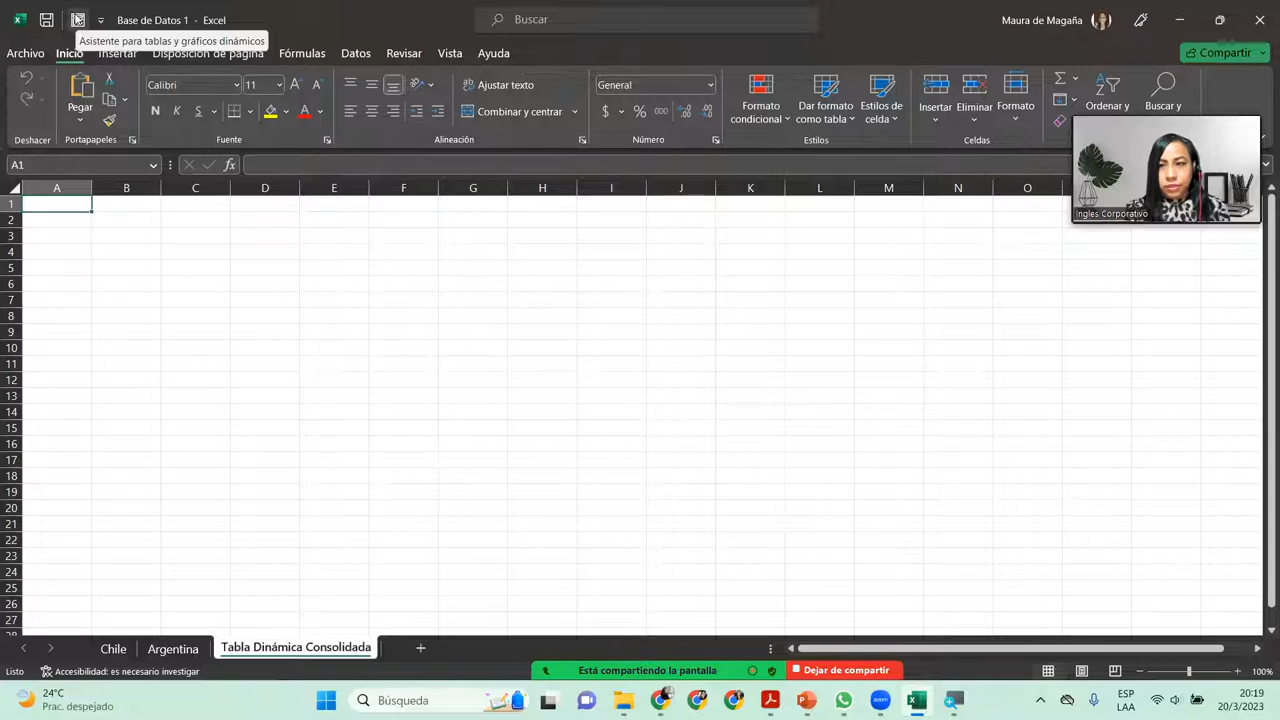 Base de Datos 1 - Excel
Buscar
Maura de Magaña
Asistente para tablas y gráficos dinámicos
Archivo Inicio Insertar Disposición de página Fórmulas Datos Revisar Vista Ayuda
Compartir
Pegar
Calibri 11
N K S
Ajustar texto
Combinar y centrar
General
$ % 000
Formato condicional
Dar formato como tabla
Estilos de celda
Insertar Eliminar Formato
Ordenar y
Buscar y
Deshacer Portapapeles Fuente Alineación Número Estilos Celdas
Ingles Corporativo
A1
A B C D E F G H I J K L M N O
1
2
3
4
5
6
7
8
9
10
11
12
13
14
15
16
17
18
19
20
21
22
23
24
25
26
27
28
Chile Argentina Tabla Dinámica Consolidada
Listo Accesibilidad: es necesario investigar
Está compartiendo la pantalla Dejar de compartir
100%
24°C
Prac. despejado
Búsqueda
ESP
LAA
20:19
20/3/2023